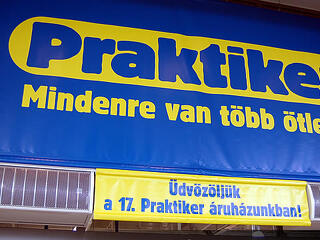 Praktike
Mindenre van több ötle
Üdvözöljük
a 17. Praktiker áruházunkban!